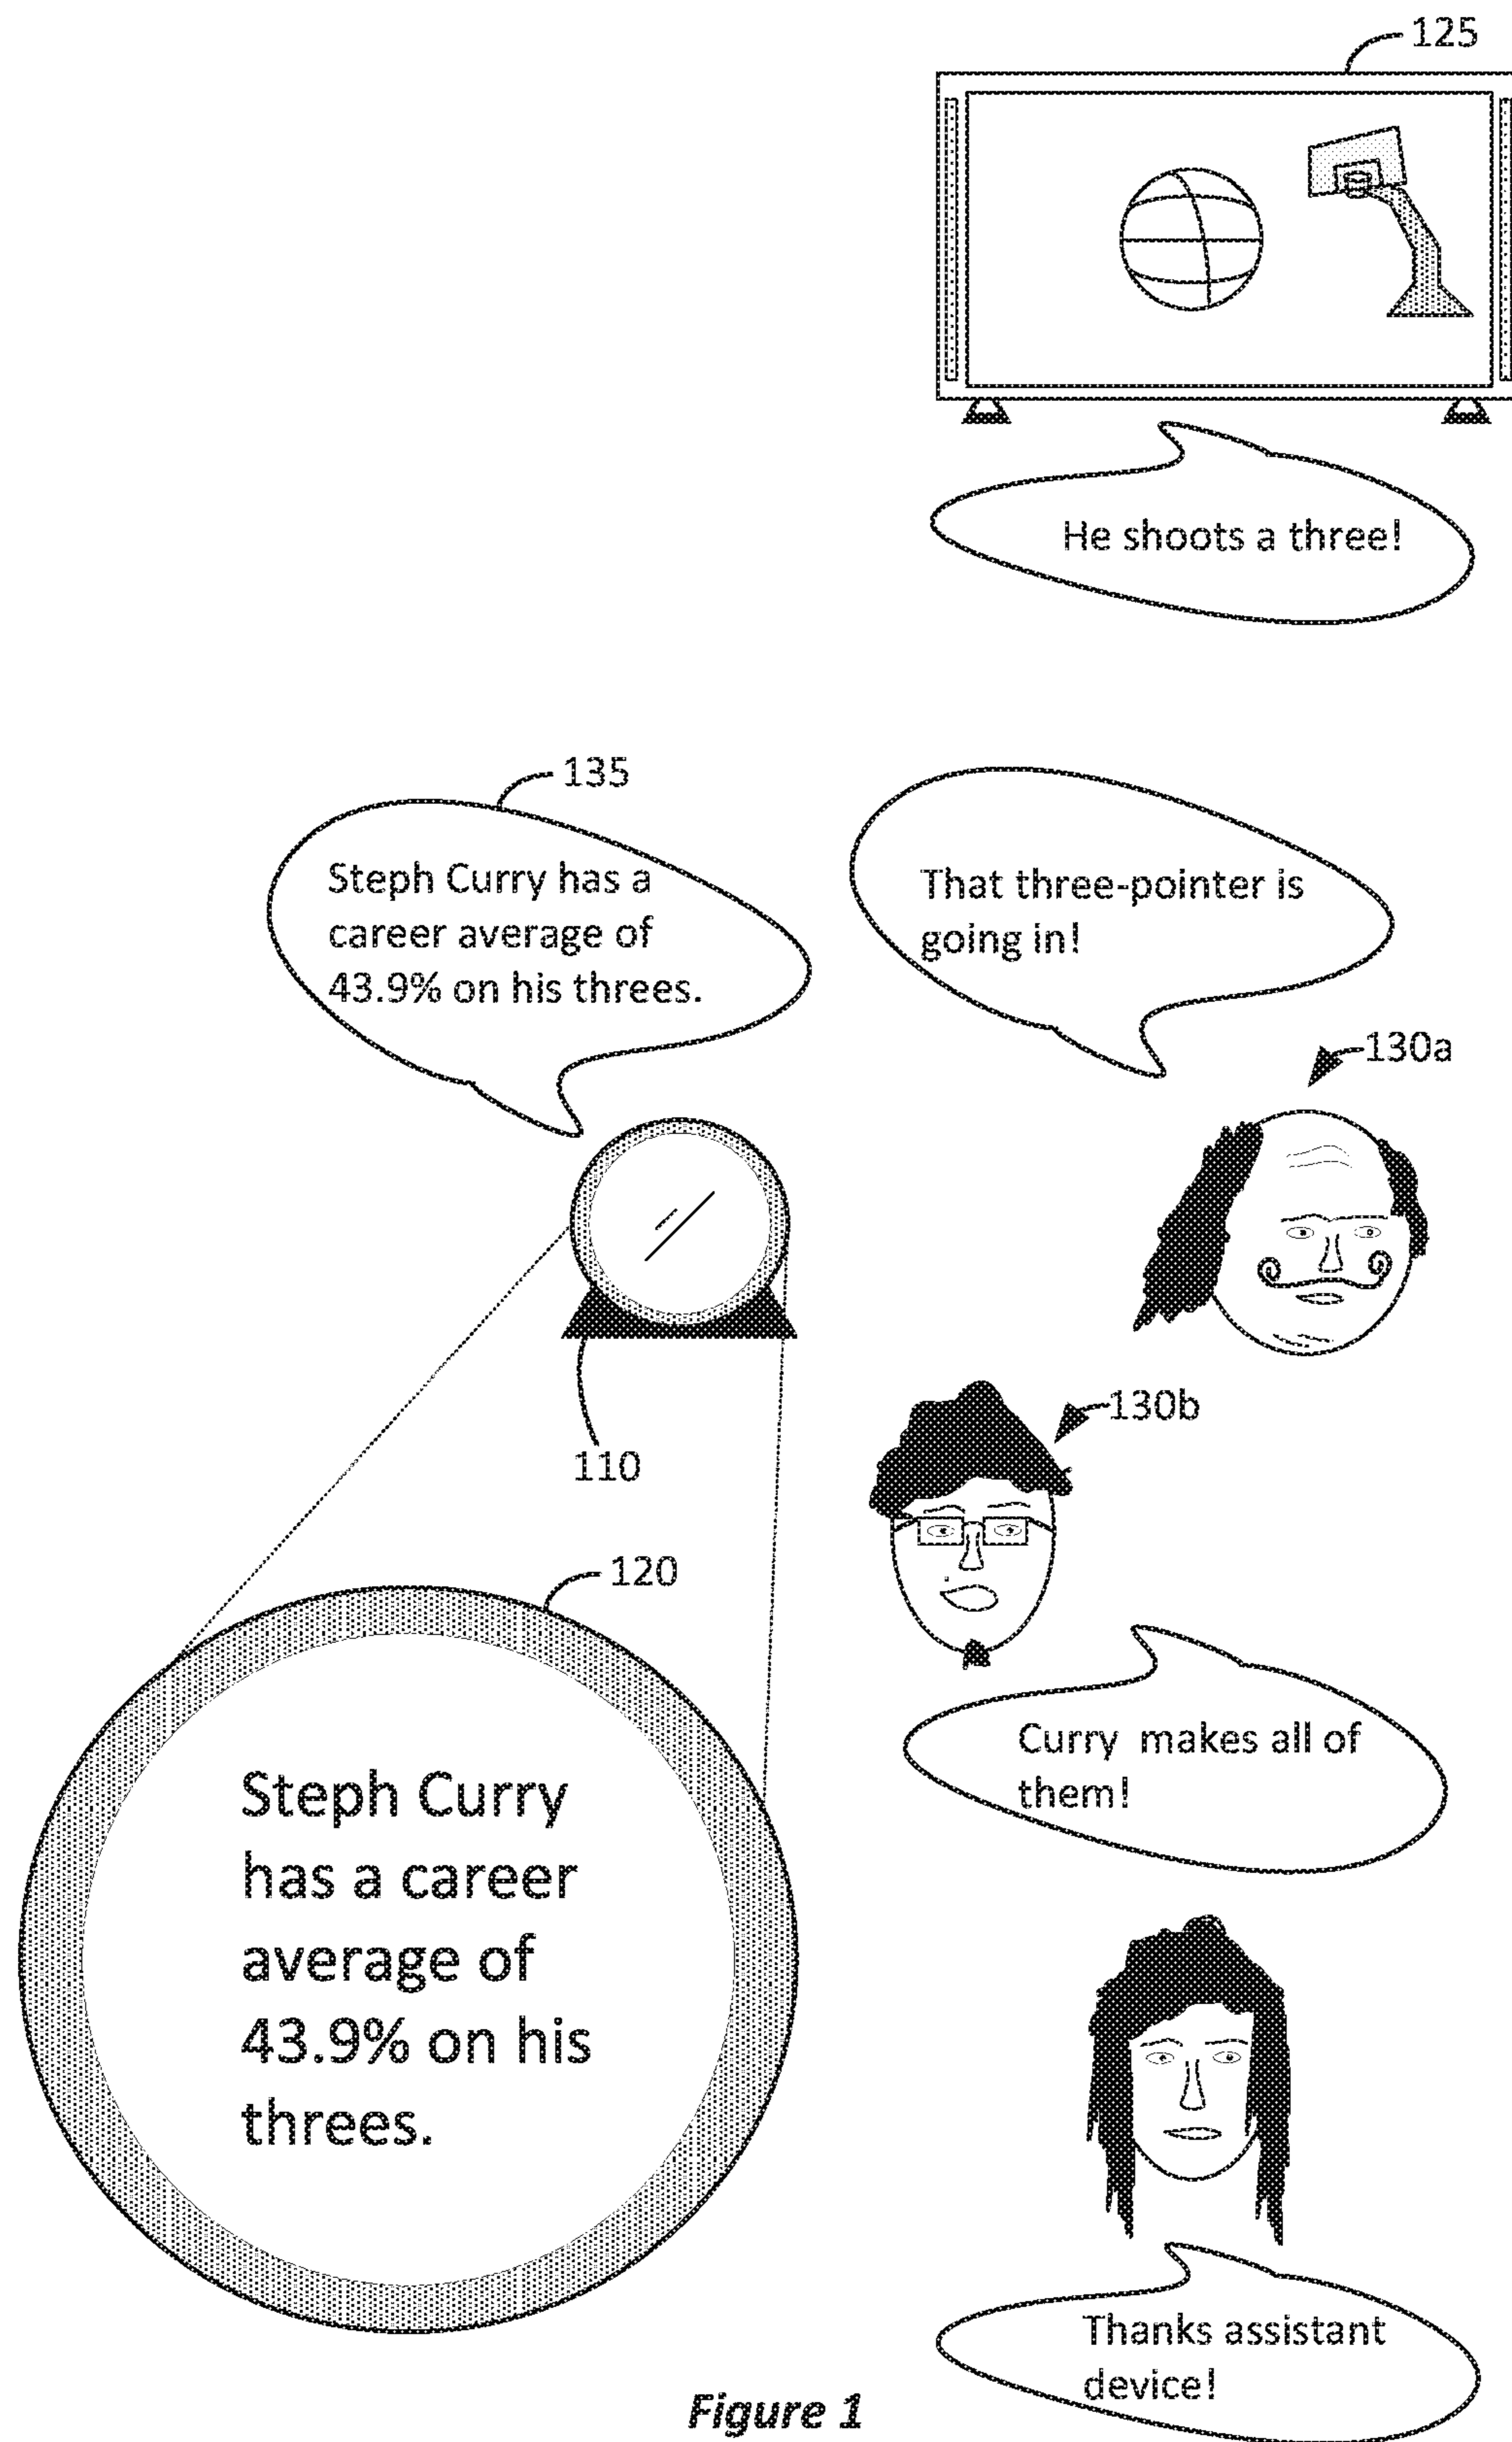 125
He shoots a three!
135
Steph Curry has a
career average of
43.9% on his threes.
That three-pointer is
going in!
130a
130b
110
120
Curry  makes all of
them!
Steph Curry
has a career
average of
43.9% on his
threes.
Thanks assistant
device!
Figure 1